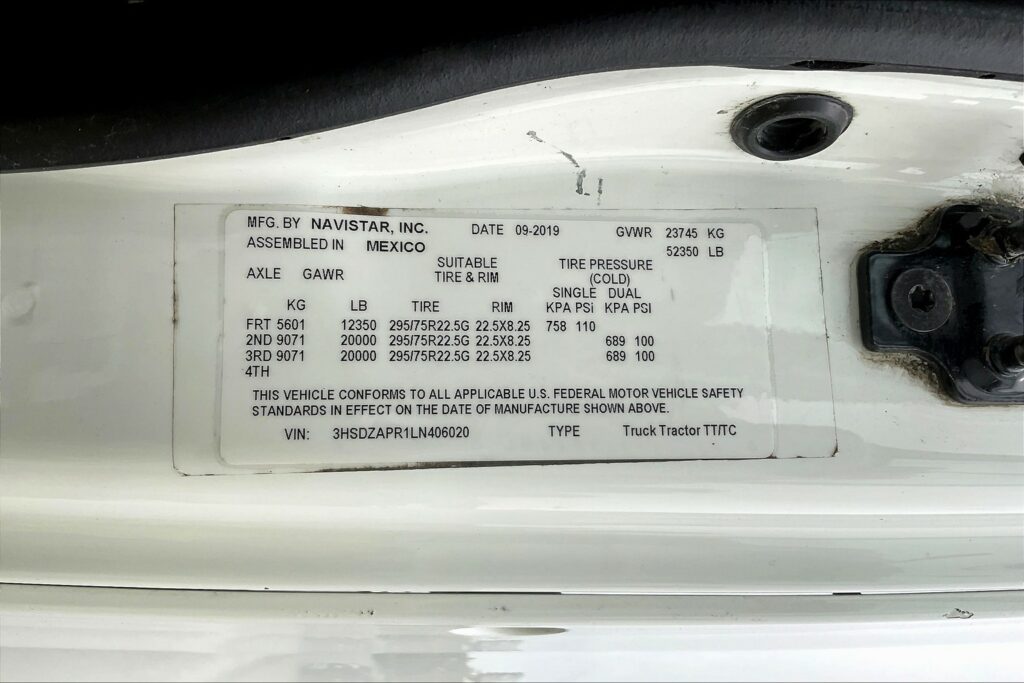 MFG. BY NAVISTAR, INC. DATE 09-2019 GVWR 23745 KG
ASSEMBLED IN MEXICO 52350 LB
SUITABLE TIRE PRESSURE
AXLE GAWR TIRE & RIM (COLD)
SINGLE DUAL
KG LB TIRE RIM KPA PSI KPA PSI
FRT 5601 12350 295/75R22.5G 22.5X8.25 758 110
2ND 9071 20000 295/75R22.5G 22.5X8.25 689 100
3RD 9071 20000 295/75R22.5G 22.5X8.25 689 100
4TH
THIS VEHICLE CONFORMS TO ALL APPLICABLE U.S. FEDERAL MOTOR VEHICLE SAFETY
STANDARDS IN EFFECT ON THE DATE OF MANUFACTURE SHOWN ABOVE.
VIN: 3HSDZAPR1LN406020 TYPE Truck Tractor TT/TC